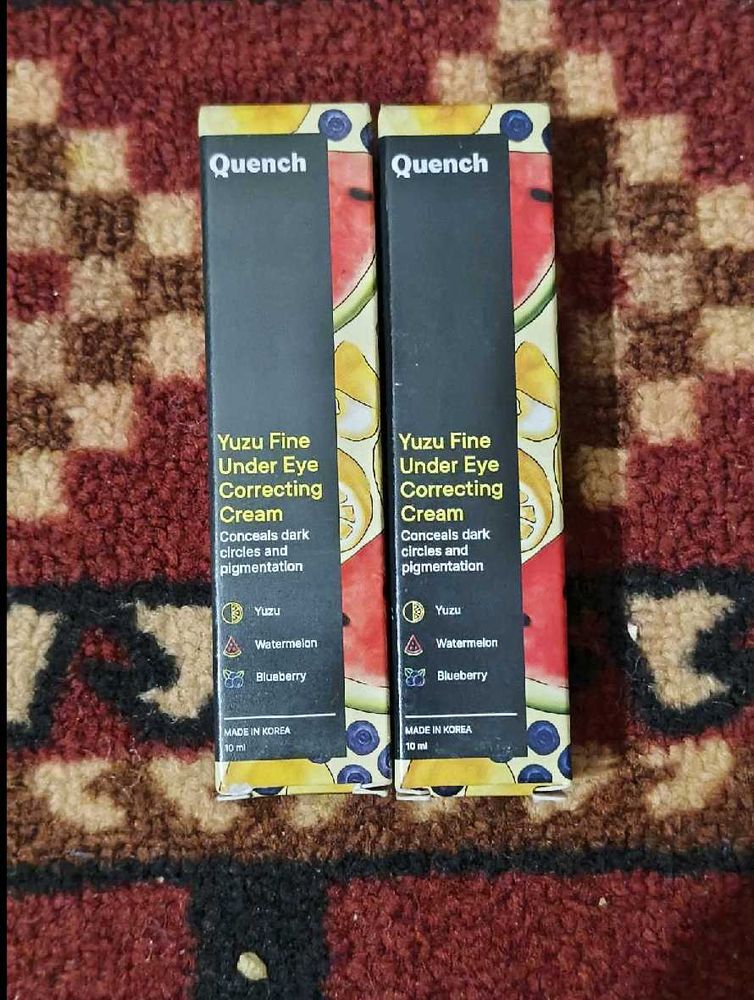 Quench
Yuzu Fine
Under Eye
Correcting
Cream
Conceals dark
circles and
pigmentation
Yuzu
Watermelon
Blueberry
MADE IN KOREA
10 ml
Quench
Yuzu Fine
Under Eye
Correcting
Cream
Conceals dark
circles and
pigmentation
Yuzu
Watermelon
Blueberry
MADE IN KOREA
10 ml